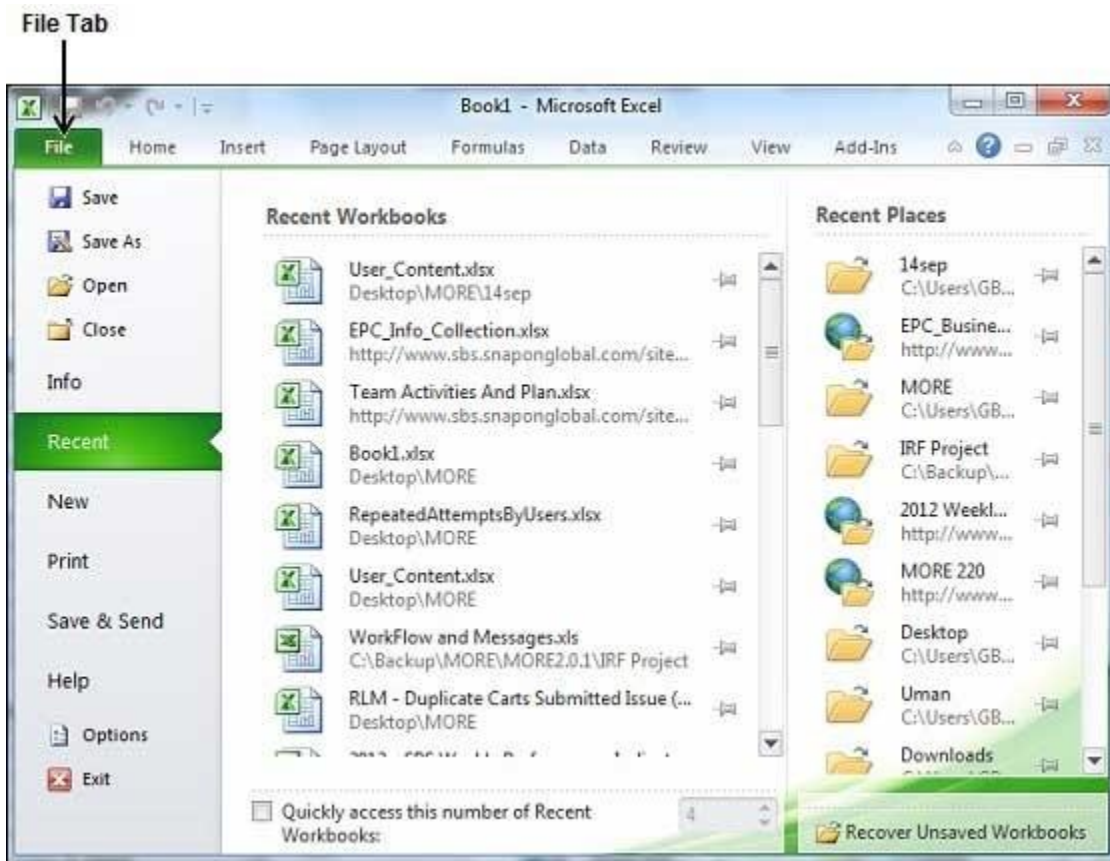 File Tab
Book1 - Microsoft Excel
File Home Insert Page Layout Formulas Data Review View Add-Ins
Save
Save As
Open
Close
Info
Recent
New
Print
Save & Send
Help
Options
Exit
Recent Workbooks
User_Content.xlsx
Desktop\MORE\14sep
EPC_Info_Collection.xlsx
http://www.sbs.snaponglobal.com/site...
Team Activities And Plan.xlsx
http://www.sbs.snaponglobal.com/site...
Book1.xlsx
Desktop\MORE
RepeatedAttemptsByUsers.xlsx
Desktop\MORE
User_Content.xlsx
Desktop\MORE
WorkFlow and Messages.xls
C:\Backup\MORE\MORE2.0.1\IRF Project
RLM - Duplicate Carts Submitted Issue (...
Desktop\MORE
Quickly access this number of Recent
Workbooks:
4
Recent Places
14sep
C:\Users\GB...
EPC_Busine...
http://www...
MORE
C:\Users\GB...
IRF Project
C:\Backup\...
2012 Weekl...
http://www...
MORE 220
http://www...
Desktop
C:\Users\GB...
Uman
C:\Users\GB...
Downloads
Recover Unsaved Workbooks